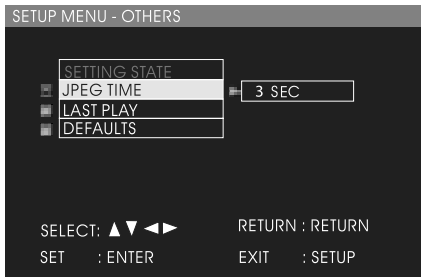 SETUP MENU - OTHERS
SETTING STATE
JPEG TIME 3 SEC
LAST PLAY
DEFAULTS
SELECT: ▲▼◄► RETURN : RETURN
SET : ENTER EXIT : SETUP